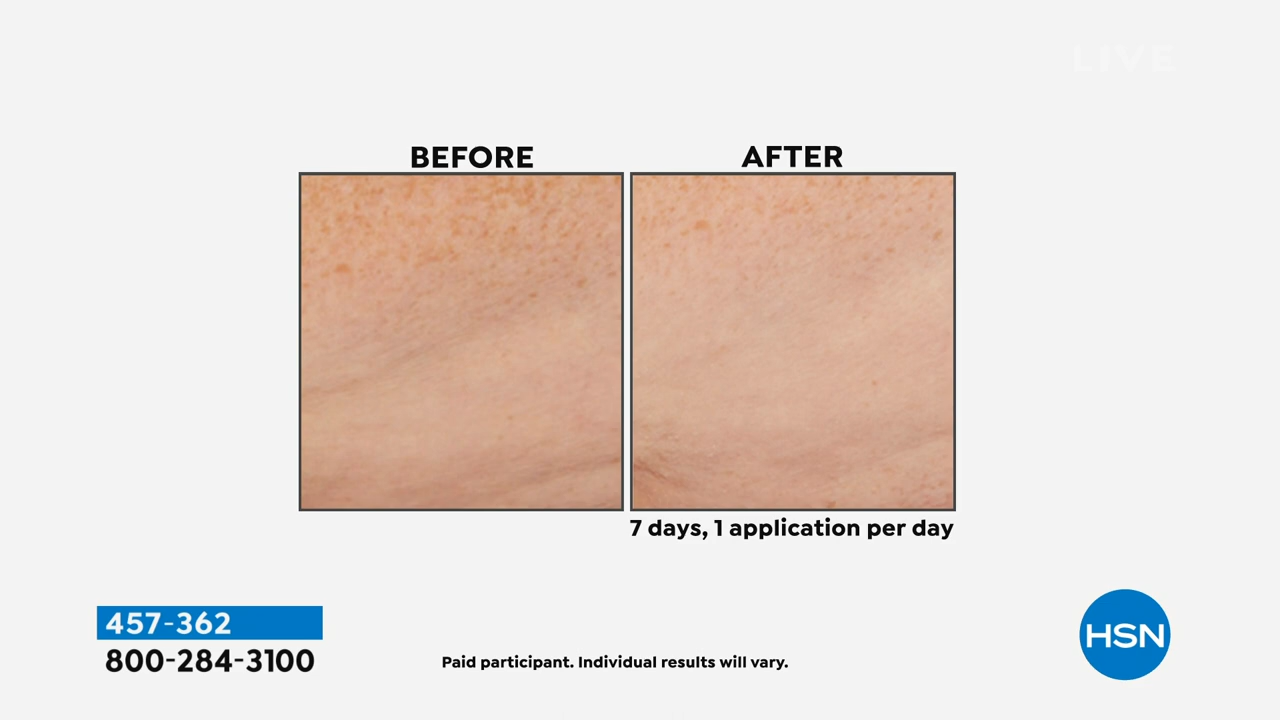 LIVE
BEFORE
AFTER
7 days, 1 application per day
457-362
800-284-3100
Paid participant. Individual results will vary.
HSN